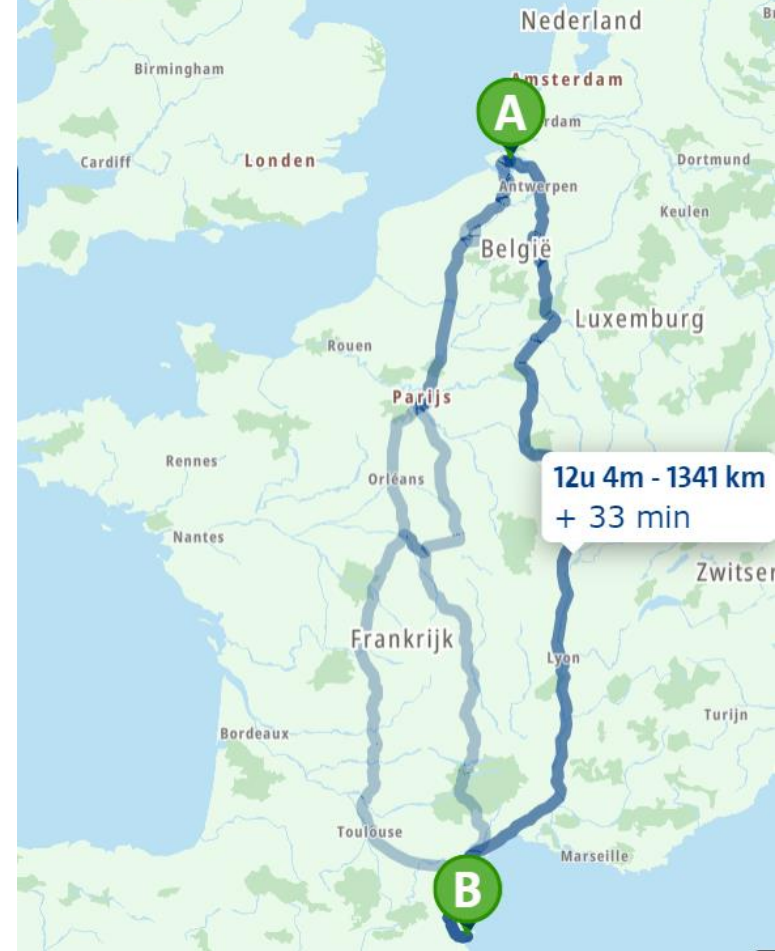 Nederland
Birmingham
Amsterdam
A
rdam
Cardiff
Londen
Dortmund
Antwerpen
Keulen
België
Luxemburg
Rouen
Parijs
Rennes
Orléans
12u 4m - 1341 km
+ 33 min
Nantes
Zwitser
Frankrijk
Lyon
Turijn
Bordeaux
Toulouse
Marseille
B